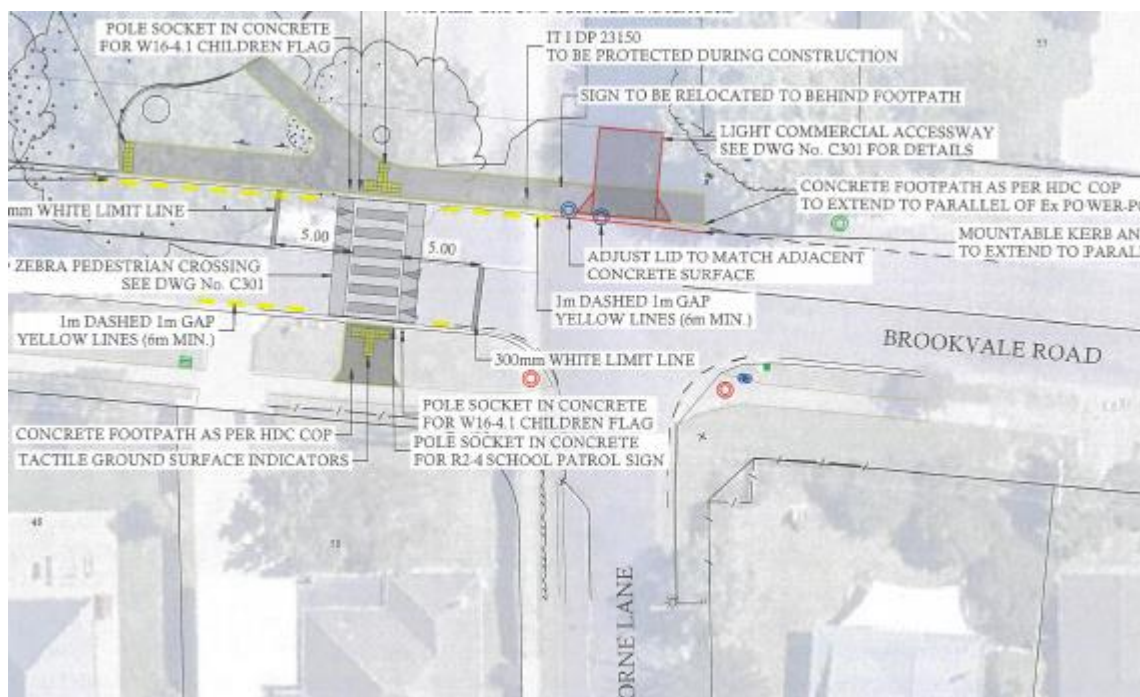 POLE SOCKET IN CONCRETE
FOR W16-4.1 CHILDREN FLAG
IT I DP 23150
TO BE PROTECTED DURING CONSTRUCTION
SIGN TO BE RELOCATED TO BEHIND FOOTPATH
57
LIGHT COMMERCIAL ACCESSWAY
SEE DWG No. C301 FOR DETAILS
CONCRETE FOOTPATH AS PER HDC COP
TO EXTEND TO PARALLEL OF Ex POWER-PO
mm WHITE LIMIT LINE
5.00
5.00
MOUNTABLE KERB AN
TO EXTEND TO PARALL
ZEBRA PEDESTRIAN CROSSING
SEE DWG No. C301
ADJUST LID TO MATCH ADJACENT
CONCRETE SURFACE
1m DASHED 1m GAP
YELLOW LINES (6m MIN.)
1m DASHED 1m GAP
YELLOW LINES (6m MIN.)
BROOKVALE ROAD
300mm WHITE LIMIT LINE
POLE SOCKET IN CONCRETE
FOR W16-4.1 CHILDREN FLAG
CONCRETE FOOTPATH AS PER HDC COP
TACTILE GROUND SURFACE INDICATORS
POLE SOCKET IN CONCRETE
FOR R2-4 SCHOOL PATROL SIGN
ORNE LANE